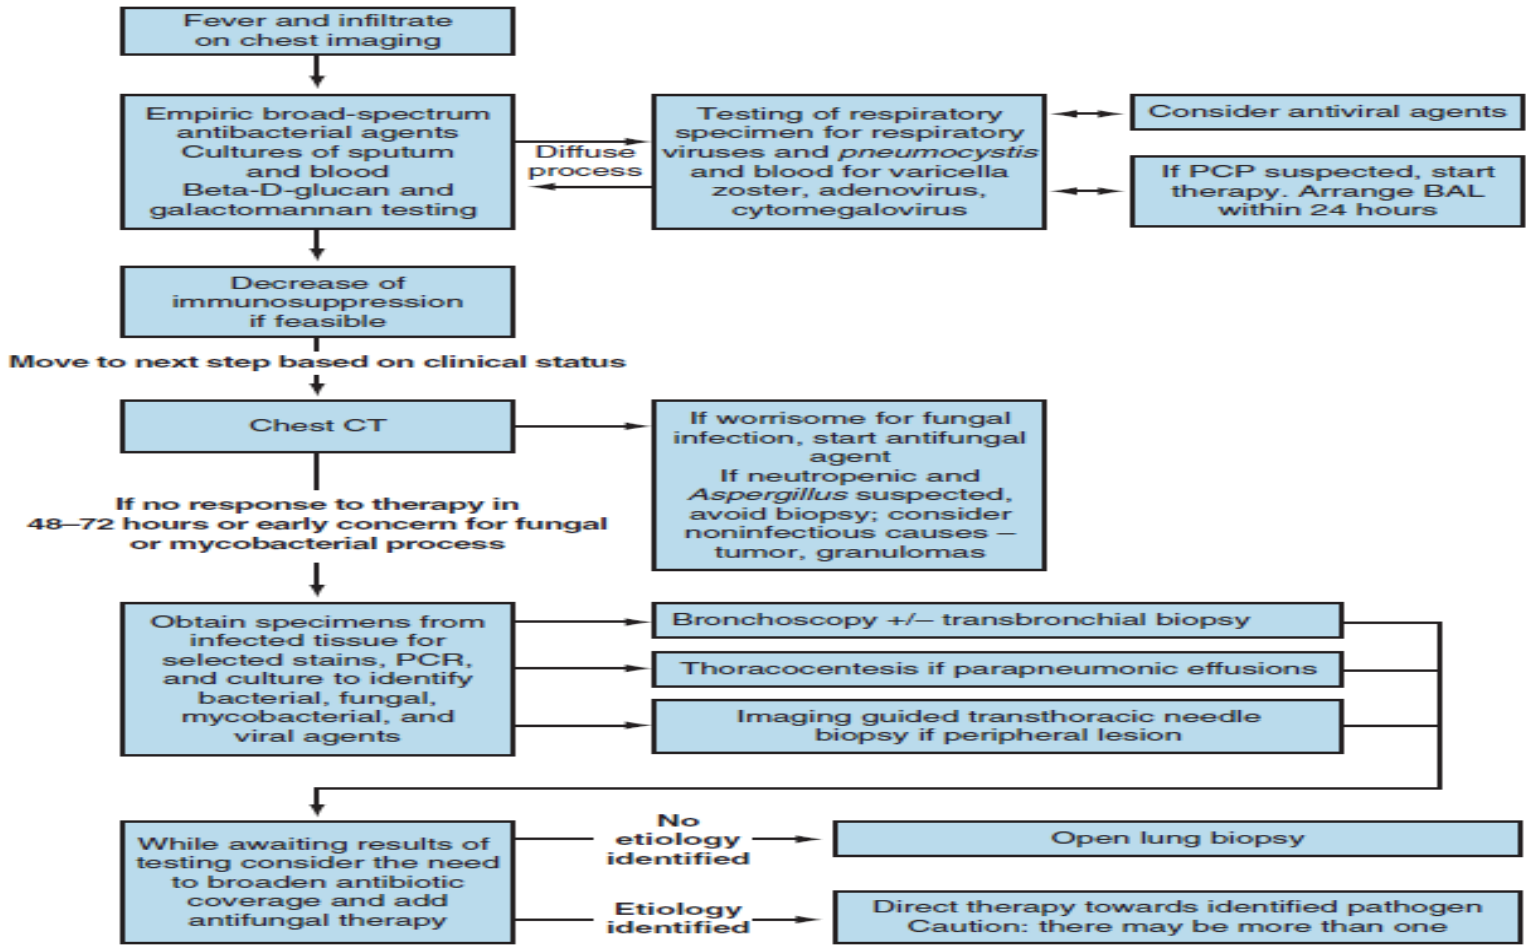 Fever and infiltrate
on chest imaging
Empiric broad-spectrum
antibacterial agents
Cultures of sputum
and blood
Beta-D-glucan and
galactomannan testing
Diffuse
process
Testing of respiratory
specimen for respiratory
viruses and pneumocystis
and blood for varicella
zoster, adenovirus,
cytomegalovirus
Consider antiviral agents
If PCP suspected, start
therapy. Arrange BAL
within 24 hours
Decrease of
immunosuppression
if feasible
Move to next step based on clinical status
Chest CT
If worrisome for fungal
infection, start antifungal
agent
If neutropenic and
Aspergillus suspected,
avoid biopsy; consider
noninfectious causes –
tumor, granulomas
If no response to therapy in
48–72 hours or early concern for fungal
or mycobacterial process
Obtain specimens from
infected tissue for
selected stains, PCR,
and culture to identify
bacterial, fungal,
mycobacterial, and
viral agents
Bronchoscopy +/– transbronchial biopsy
Thoracocentesis if parapneumonic effusions
Imaging guided transthoracic needle
biopsy if peripheral lesion
While awaiting results of
testing consider the need
to broaden antibiotic
coverage and add
antifungal therapy
No
etiology
identified
Open lung biopsy
Etiology
identified
Direct therapy towards identified pathogen
Caution: there may be more than one